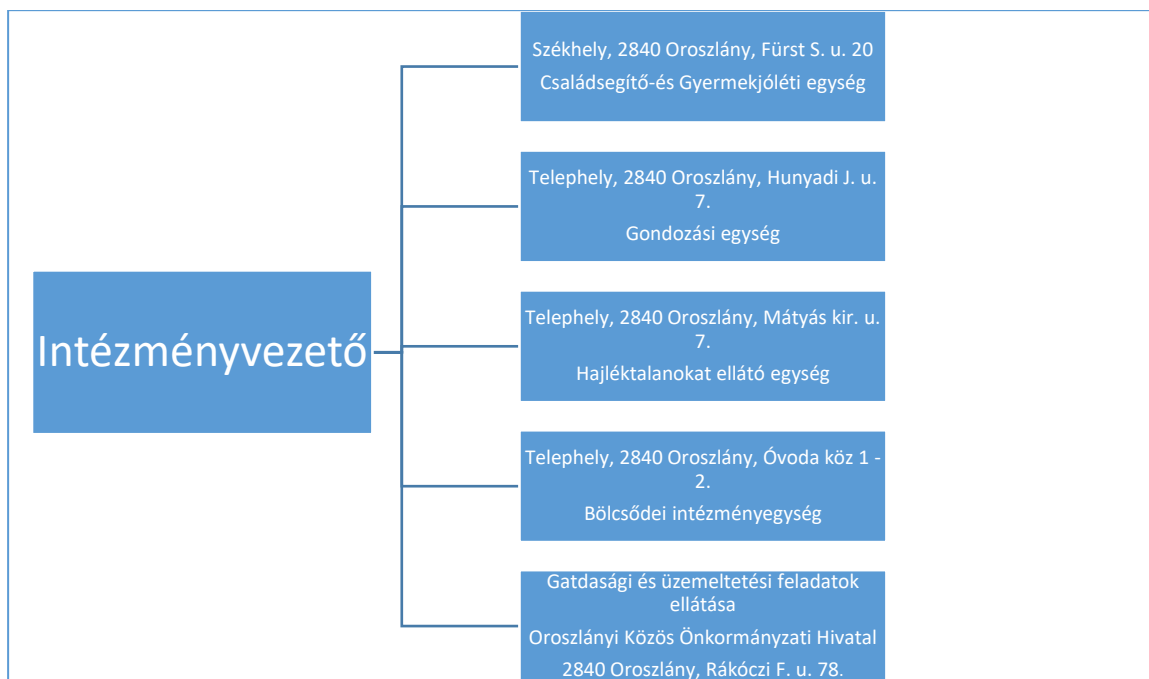 Székhely, 2840 Oroszlány, Fürst S. u. 20
Családsegítő-és Gyermekjóléti egység
Telephely, 2840 Oroszlány, Hunyadi J. u.
7.
Gondozási egység
Intézményvezető
Telephely, 2840 Oroszlány, Mátyás kir. u.
7.
Hajléktalanokat ellátó egység
Telephely, 2840 Oroszlány, Óvoda köz 1 -
2.
Bölcsődei intézményegység
Gatdasági és üzemeltetési feladatok
ellátása
Oroszlányi Közös Önkormányzati Hivatal
2840 Oroszlány, Rákóczi F. u. 78.